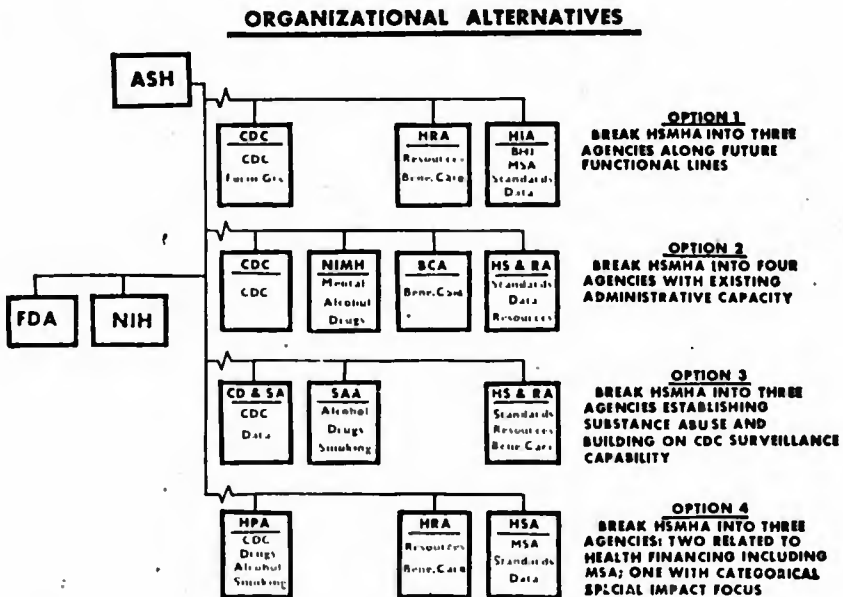 ORGANIZATIONAL ALTERNATIVES
ASH
FDA
NIH
CDC
CDC
Form Grs
HRA
Resources
Bene. Care
HIA
BHI
MSA
Standards
Data
OPTION 1
BREAK HSMHA INTO THREE
AGENCIES ALONG FUTURE
FUNCTIONAL LINES
CDC
CDC
NIMH
Mental
Alcohol
Drugs
BCA
Bene. Care
HS & RA
Standards
Data
Resources
OPTION 2
BREAK HSMHA INTO FOUR
AGENCIES WITH EXISTING
ADMINISTRATIVE CAPACITY
CD & SA
CDC
Data
SAA
Alcohol
Drugs
Smoking
HS & RA
Standards
Resources
Bene. Care
OPTION 3
BREAK HSMHA INTO THREE
AGENCIES ESTABLISHING
SUBSTANCE ABUSE AND
BUILDING ON CDC SURVEILLANCE
CAPABILITY
HPA
CDC
Drugs
Alcohol
Smoking
HRA
Resources
Bene. Care
HSA
MSA
Standards
Data
OPTION 4
BREAK HSMHA INTO THREE
AGENCIES: TWO RELATED TO
HEALTH FINANCING INCLUDING
MSA; ONE WITH CATEGORICAL
SPECIAL IMPACT FOCUS